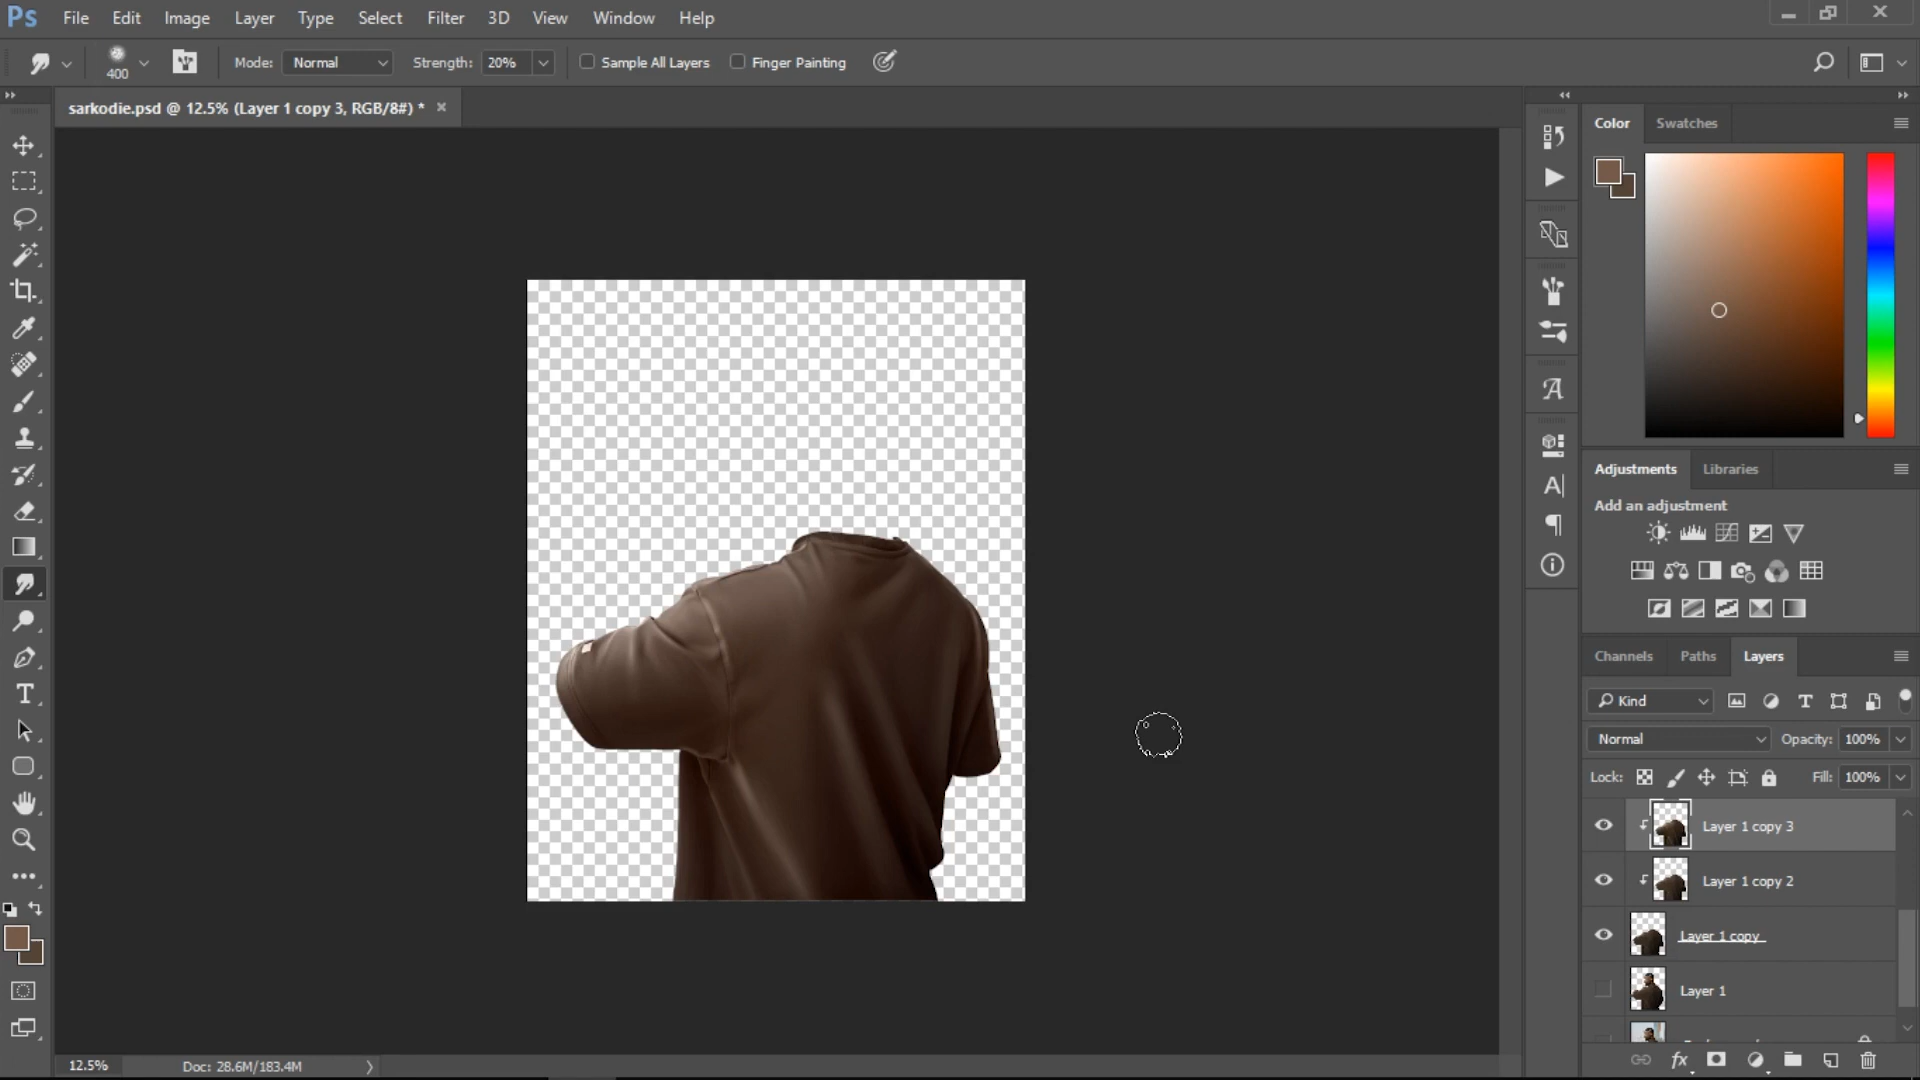 Ps File Edit Image Layer Type Select Filter 3D View Window Help
400 Mode: Normal Strength: 20% Sample All Layers Finger Painting
sarkodie.psd @ 12.5% (Layer 1 copy 3, RGB/8#) *
Color Swatches
Adjustments Libraries
Add an adjustment
Channels Paths Layers
Kind
Normal Opacity: 100%
Lock: Fill: 100%
Layer 1 copy 3
Layer 1 copy 2
Layer 1 copy
Layer 1
12.5% Doc: 28.6M/183.4M